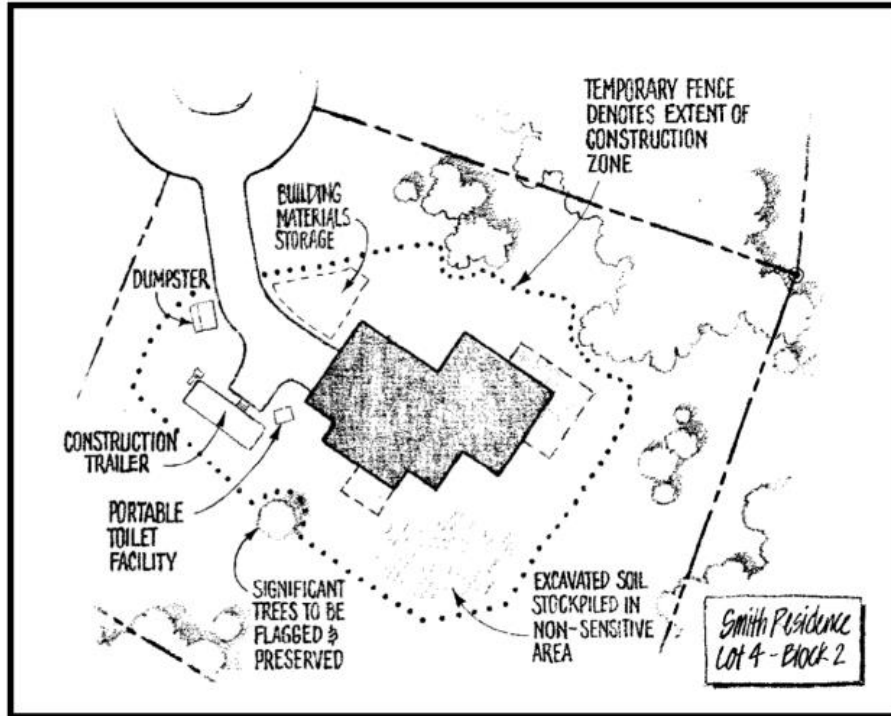 TEMPORARY FENCE
DENOTES EXTENT OF
CONSTRUCTION
ZONE
BUILDING
MATERIALS
STORAGE
DUMPSTER
CONSTRUCTION
TRAILER
PORTABLE
TOILET
FACILITY
SIGNIFICANT
TREES TO BE
FLAGGED &
PRESERVED
EXCAVATED SOIL
STOCKPILED IN
NON-SENSITIVE
AREA
Smith Residence
Lot 4 - Block 2